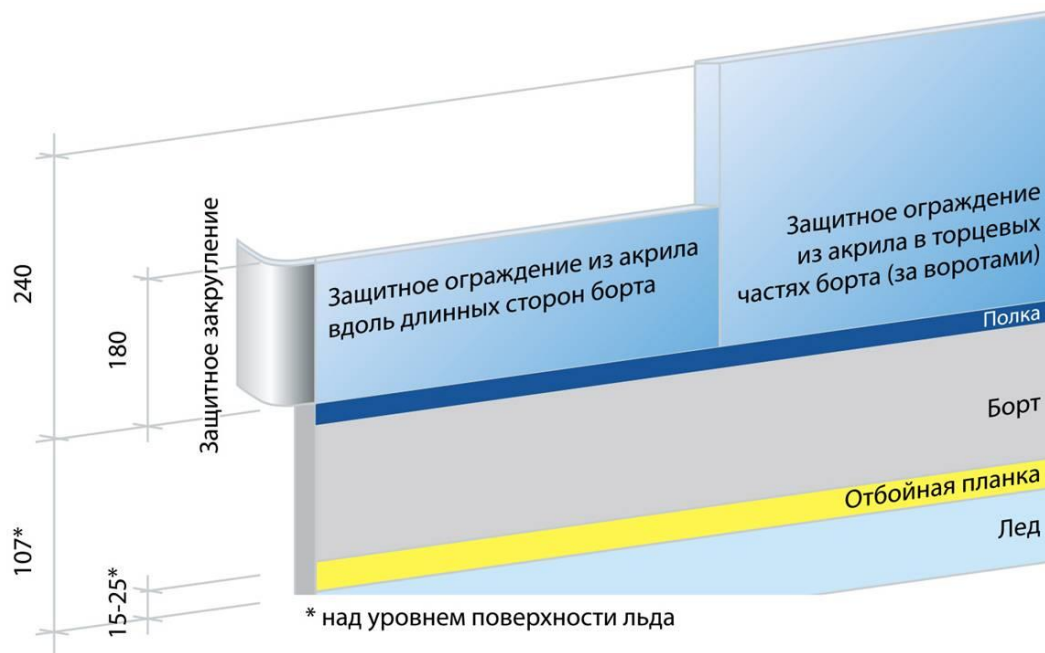 240
180
107*
15-25*
Защитное закругление
Защитное ограждение из акрила
вдоль длинных сторон борта
Защитное ограждение
из акрила в торцевых
частях борта (за воротами)
Полка
Борт
Отбойная планка
Лед
* над уровнем поверхности льда